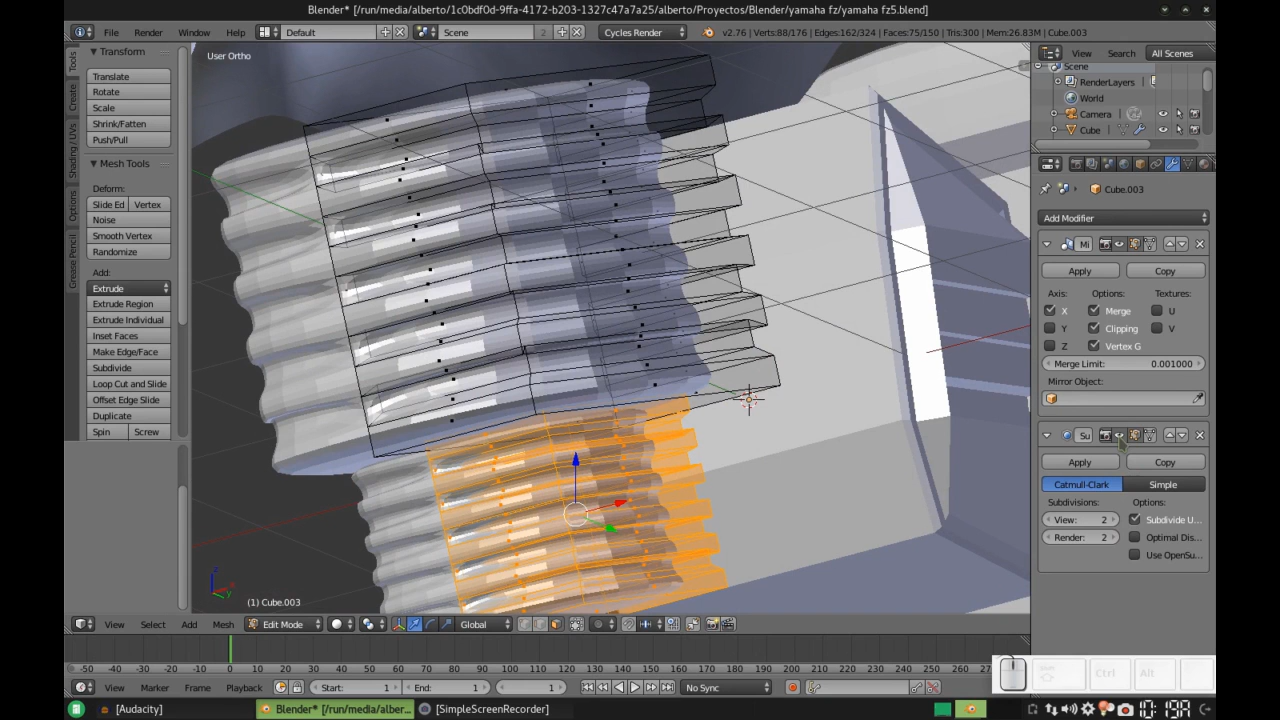 Blender* [/run/media/alberto/1c0bdf0d-9ffa-4172-b203-1327c47a7a25/alberto/Proyectos/Blender/yamaha fz/yamaha fz5.blend]
File Render Window Help Default Scene 2 Cycles Render v2.76 | Verts:88/176 | Edges:162/324 | Faces:75/150 | Tris:300 | Mem:26.83M | Cube.003
Tools
Create
Shading / UVs
Options
Grease Pencil
Transform
Translate
Rotate
Scale
Shrink/Fatten
Push/Pull
Mesh Tools
Deform:
Slide Ed Vertex
Noise
Smooth Vertex
Randomize
Add:
Extrude
Extrude Region
Extrude Individual
Inset Faces
Make Edge/Face
Subdivide
Loop Cut and Slide
Offset Edge Slide
Duplicate
Spin Screw
User Ortho
(1) Cube.003
View Search All Scenes
Scene
RenderLayers
World
Camera
Cube
Cube.003
Add Modifier
Mi
Apply Copy
Axis: Options: Textures:
X Merge U
Y Clipping V
Z Vertex G
Merge Limit: 0.001000
Mirror Object:
Su
Apply Copy
Catmull-Clark Simple
Subdivisions: Options:
View: 2 Subdivide U...
Render: 2 Optimal Dis...
Use OpenSu...
View Select Add Mesh Edit Mode Global
-50 -40 -30 -20 -10 0 10 20 30 40 50 60 70 80 90 100 110 120 130 140 150 160 170 180 190 200 210 220 230 240 250 260
View Marker Frame Playback Start: 1 End: 1 1 No Sync
Ctrl Alt
[Audacity] Blender* [/run/media/alber... [SimpleScreenRecorder]